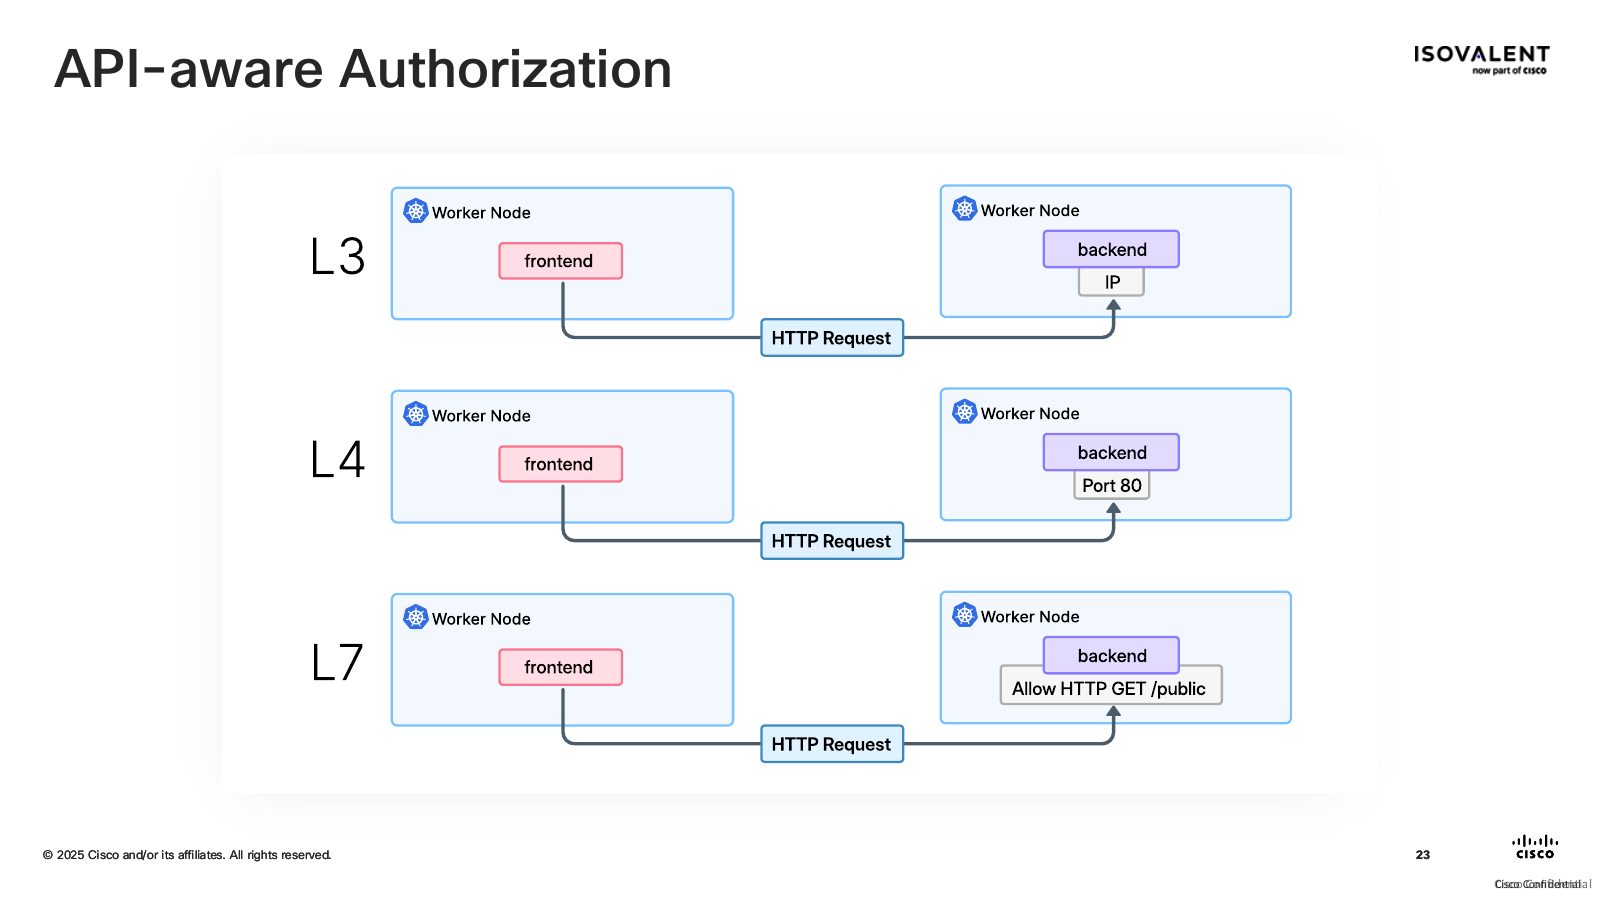 API-aware Authorization
ISOVALENT
now part of CISCO
L3
Worker Node
frontend
Worker Node
backend
IP
HTTP Request
L4
Worker Node
frontend
Worker Node
backend
Port 80
HTTP Request
L7
Worker Node
frontend
Worker Node
backend
Allow HTTP GET /public
HTTP Request
© 2025 Cisco and/or its affiliates. All rights reserved.
23
CISCO
Cisco Confidential